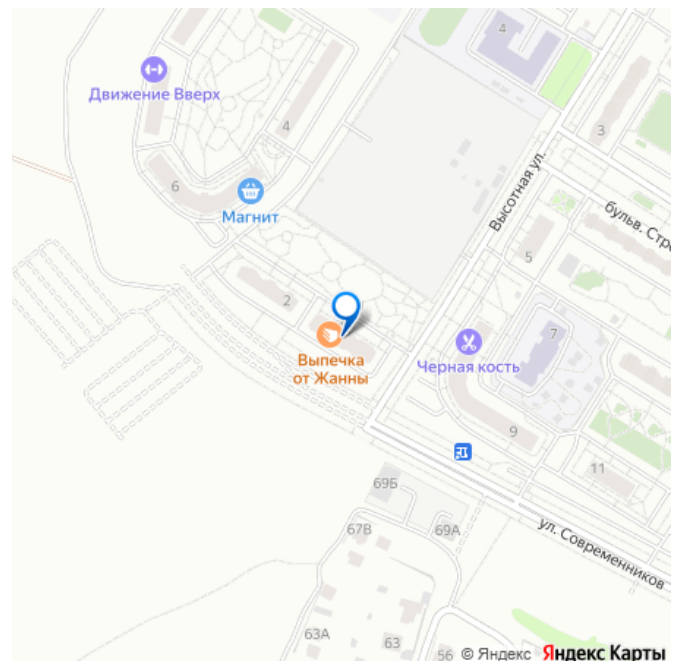 4
Движение Вверх
4
3
Высотная ул.
6
Магнит
бульв. Стро
5
2
7
Выпечка
от Жанны
Черная кость
9
11
69Б
67В
69А
ул. Современников
63А
63
56
© Яндекс Яндекс Карты